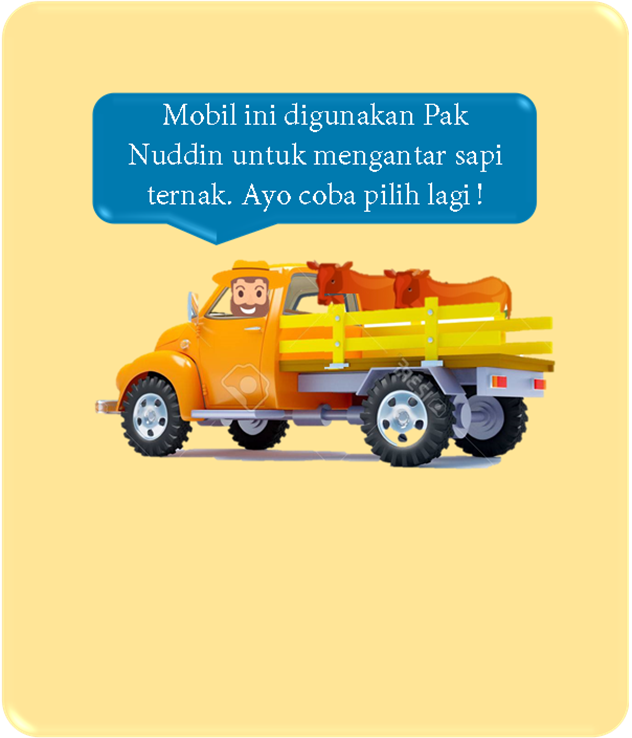 Mobil ini digunakan Pak
Nuddin untuk mengantar sapi
ternak. Ayo coba pilih lagi !